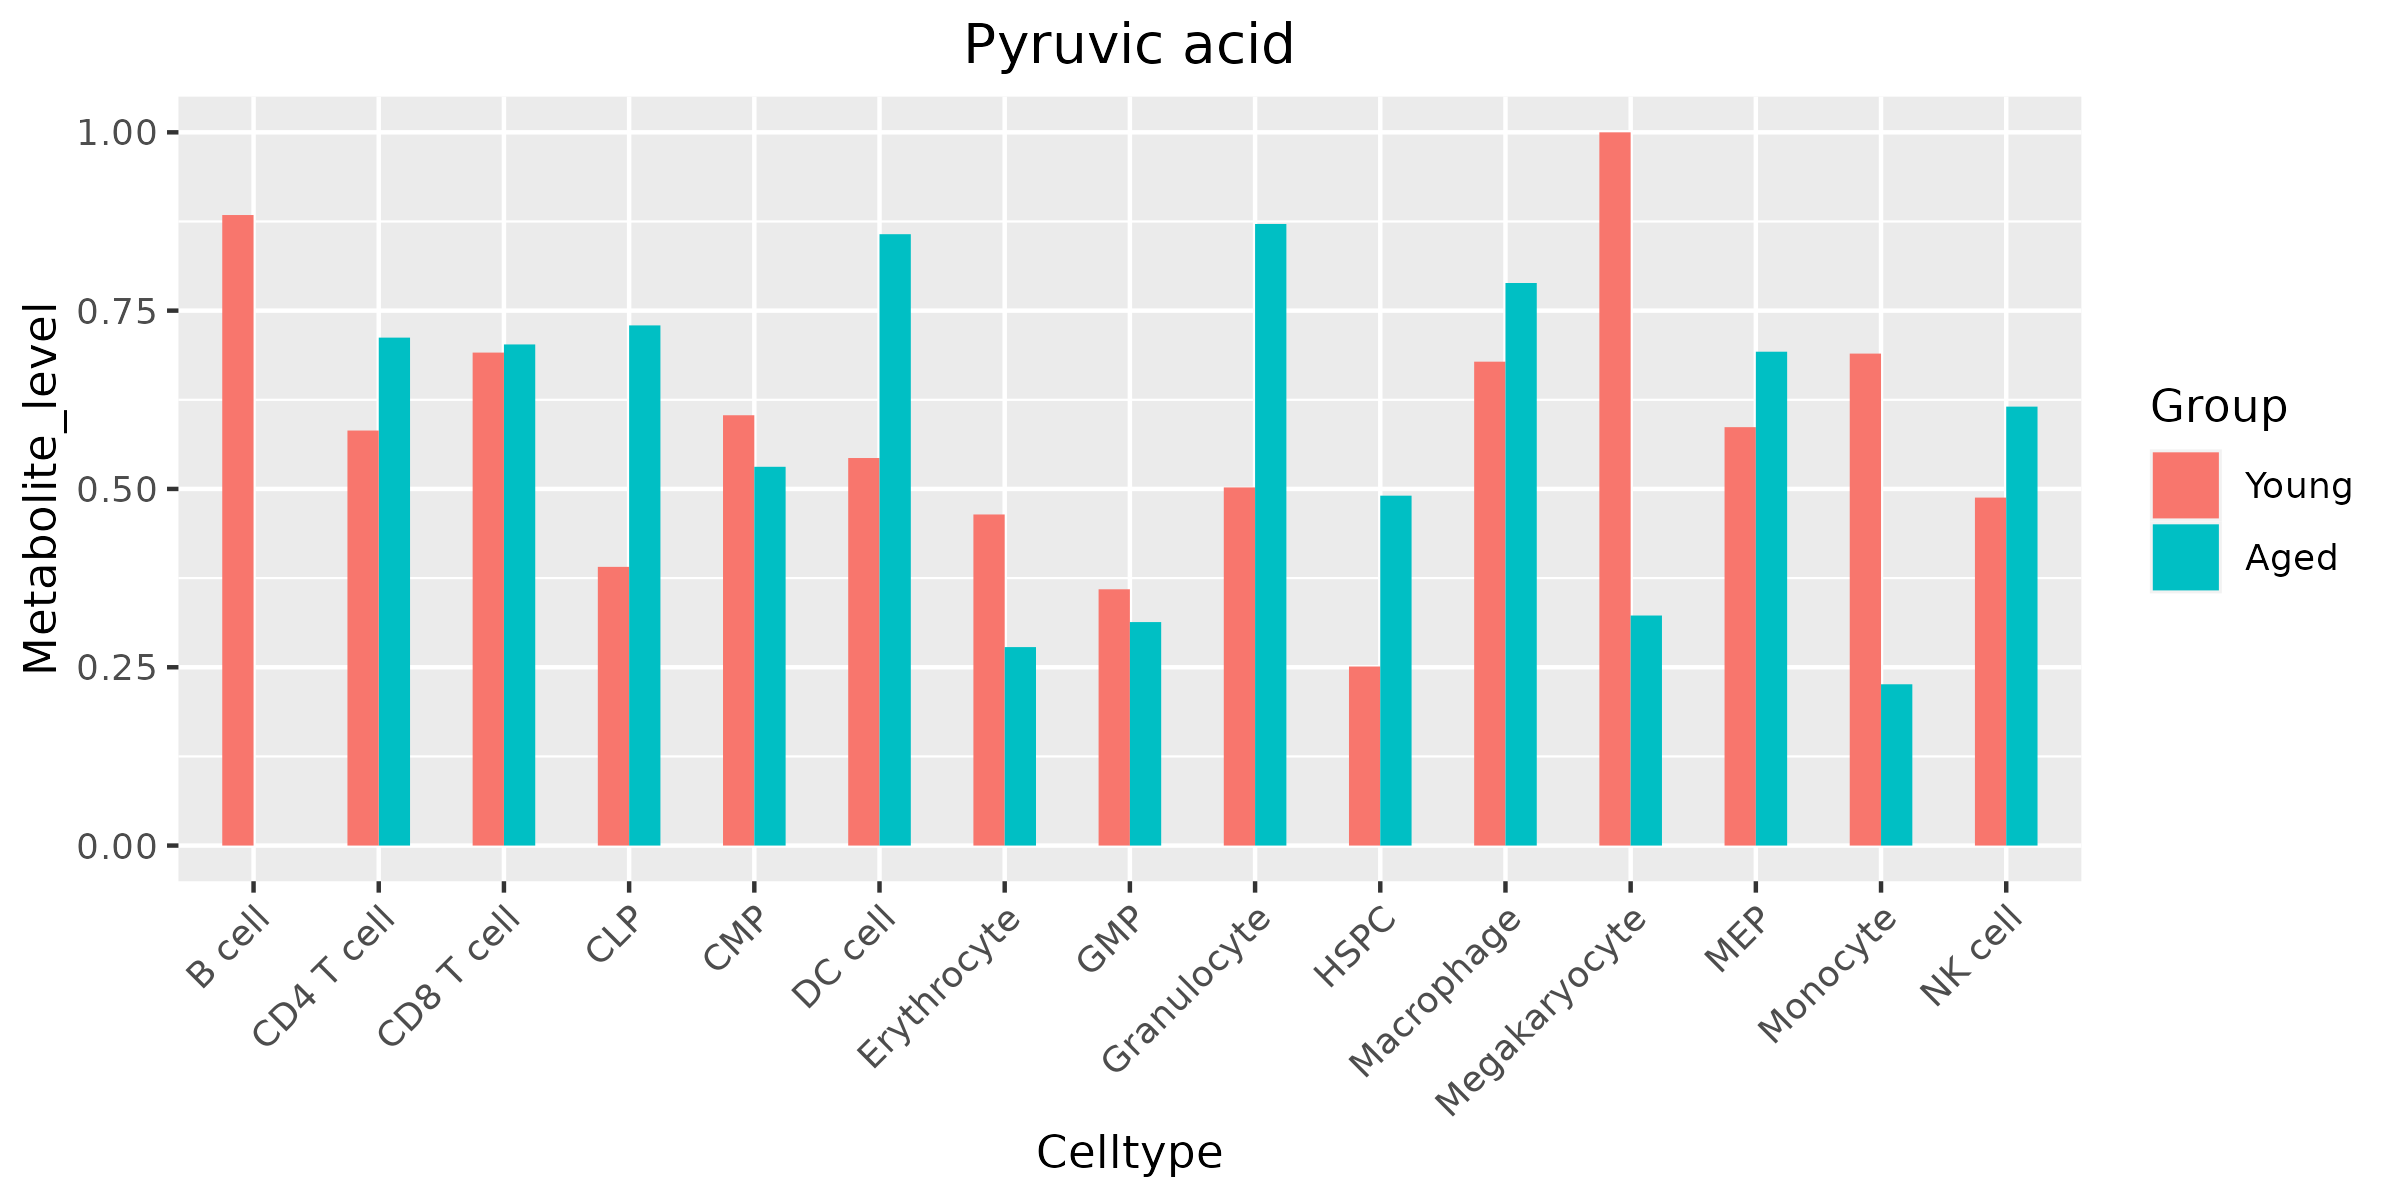 Pyruvic acid
Metabolite_level
1.00
0.75
0.50
0.25
0.00
B cell
CD4 T cell
CD8 T cell
CLP
CMP
DC cell
Erythrocyte
GMP
Granulocyte
HSPC
Macrophage
Megakaryocyte
MEP
Monocyte
NK cell
Celltype
Group
Young
Aged